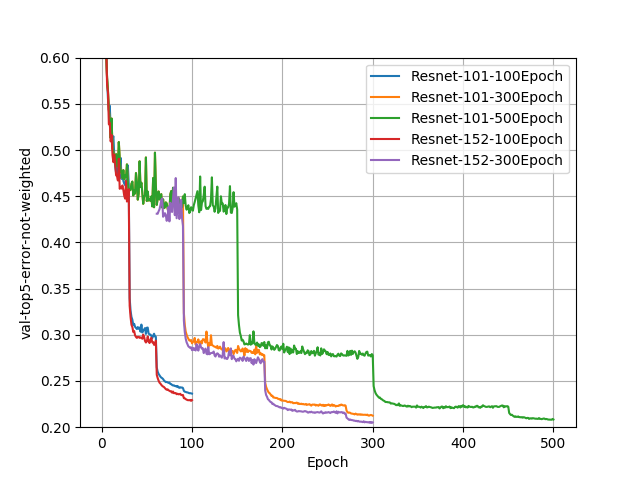 0.60
0.55
0.50
0.45
0.40
0.35
0.30
0.25
0.20
val-top5-error-not-weighted
Resnet-101-100Epoch
Resnet-101-300Epoch
Resnet-101-500Epoch
Resnet-152-100Epoch
Resnet-152-300Epoch
0 100 200 300 400 500
Epoch